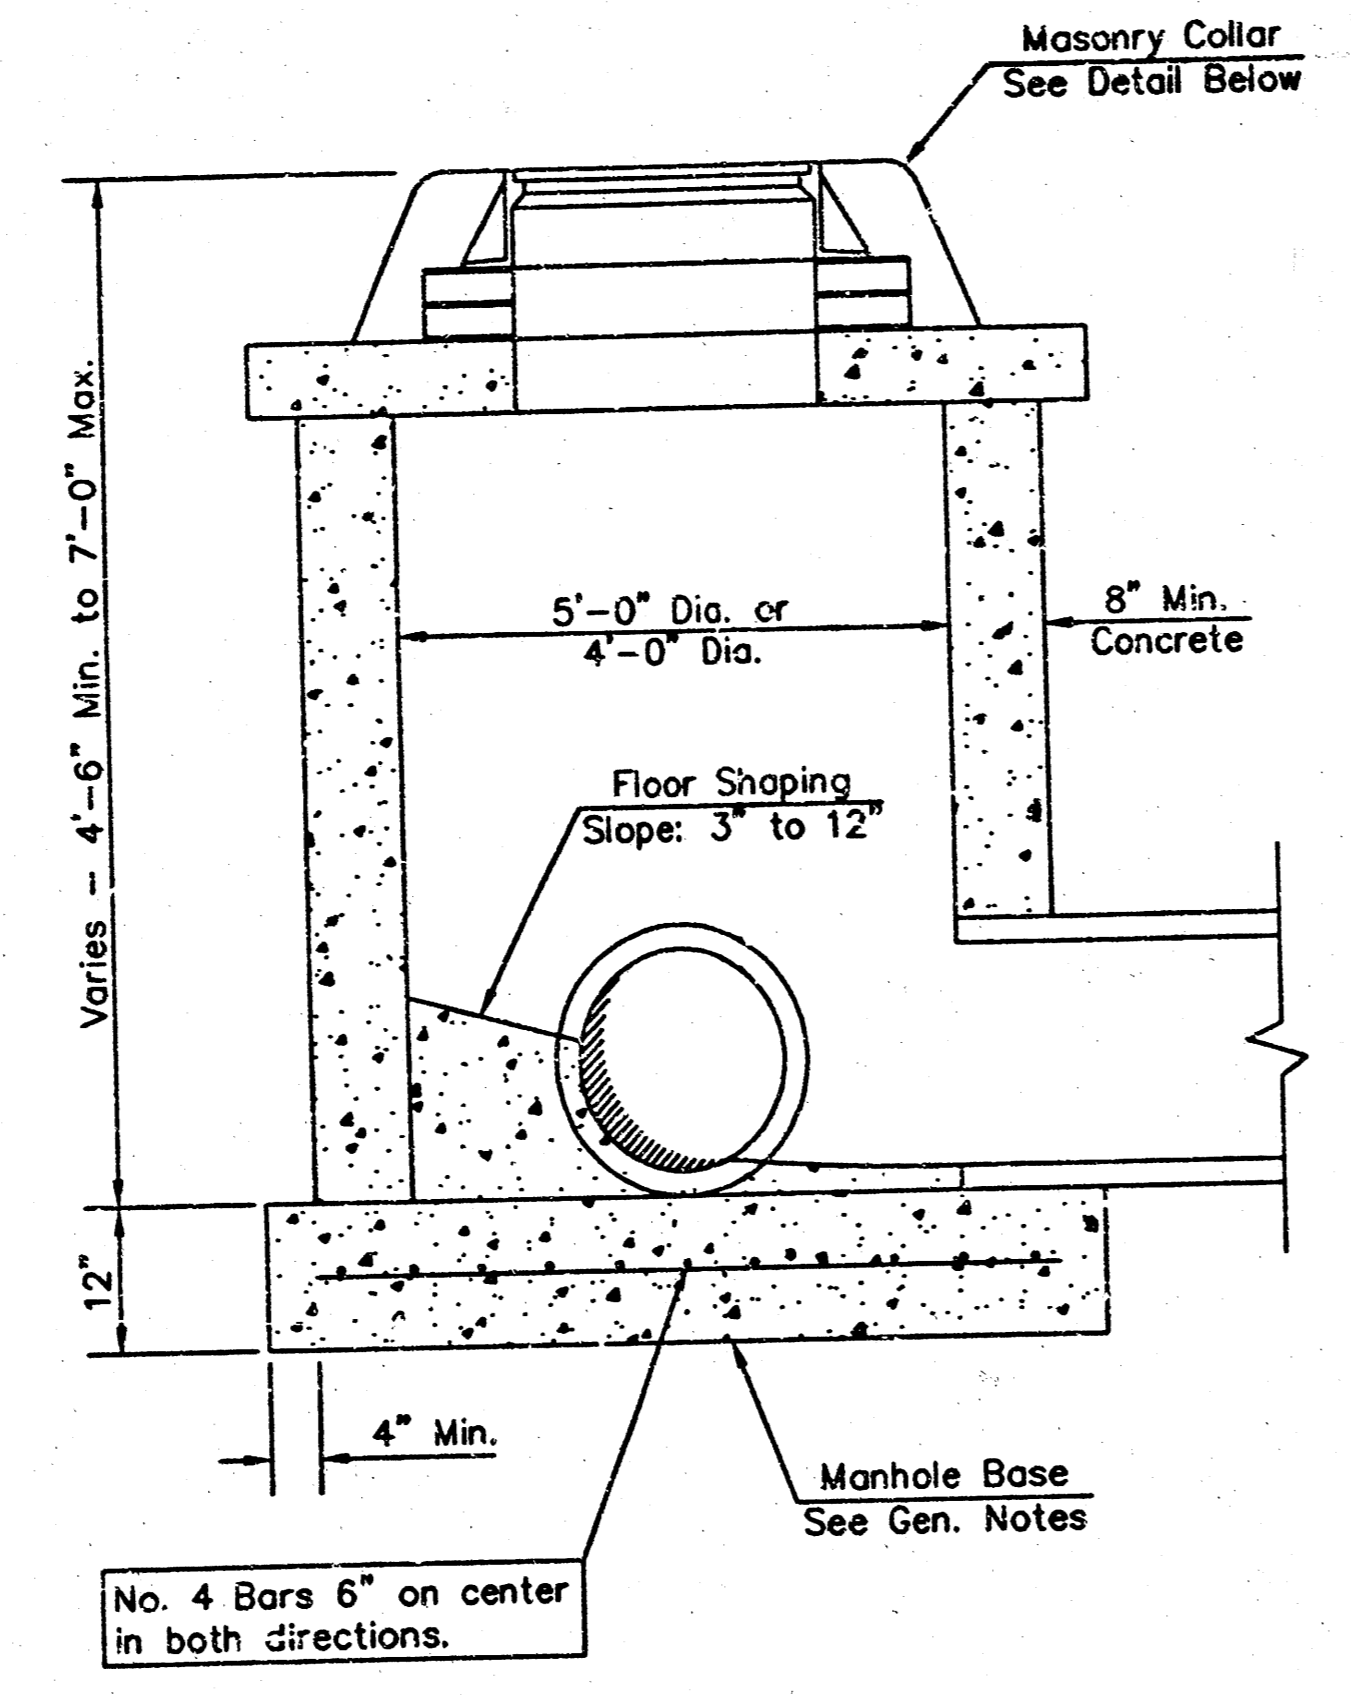 Masonry Collar
See Detail Below
Varies – 4'–6" Min. to 7'–0" Max.
5'–0" Dia. or
4'–0" Dia.
8" Min.
Concrete
Floor Shaping
Slope: 3" to 12"
12"
4" Min.
Manhole Base
See Gen. Notes
No. 4 Bars 6" on center
in both directions.